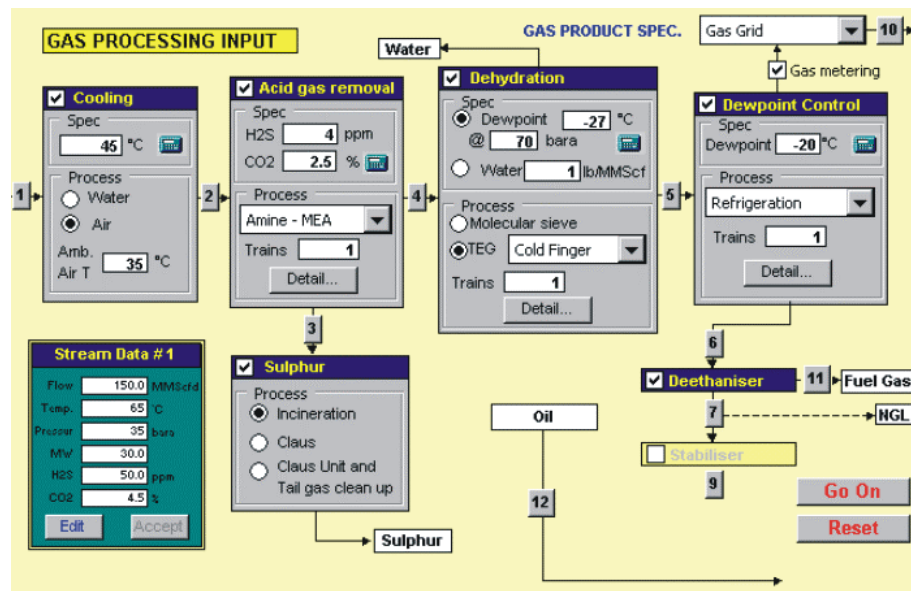 GAS PROCESSING INPUT
GAS PRODUCT SPEC.
Gas Grid
10
Water
Gas metering
Cooling
Spec
45 °C
Process
Water
Air
Amb.
Air T
35 °C
1
2
Acid gas removal
Spec
H2S 4 ppm
CO2 2.5 %
Process
Amine - MEA
Trains 1
Detail...
3
4
Dehydration
Spec
Dewpoint -27 °C
@ 70 bara
Water 1 lb/MMScf
Process
Molecular sieve
TEG Cold Finger
Trains 1
Detail...
5
Dewpoint Control
Spec
Dewpoint -20 °C
Process
Refrigeration
Trains 1
Detail...
6
Stream Data #1
Flow 150.0 MMScfd
Temp. 65 °C
Pressur 35 bara
MW 30.0
H2S 50.0 ppm
CO2 4.5 %
Edit
Accept
Sulphur
Process
Incineration
Claus
Claus Unit and
Tail gas clean up
Sulphur
Oil
12
Deethaniser
11
Fuel Gas
7
NGL
Stabiliser
9
Go On
Reset